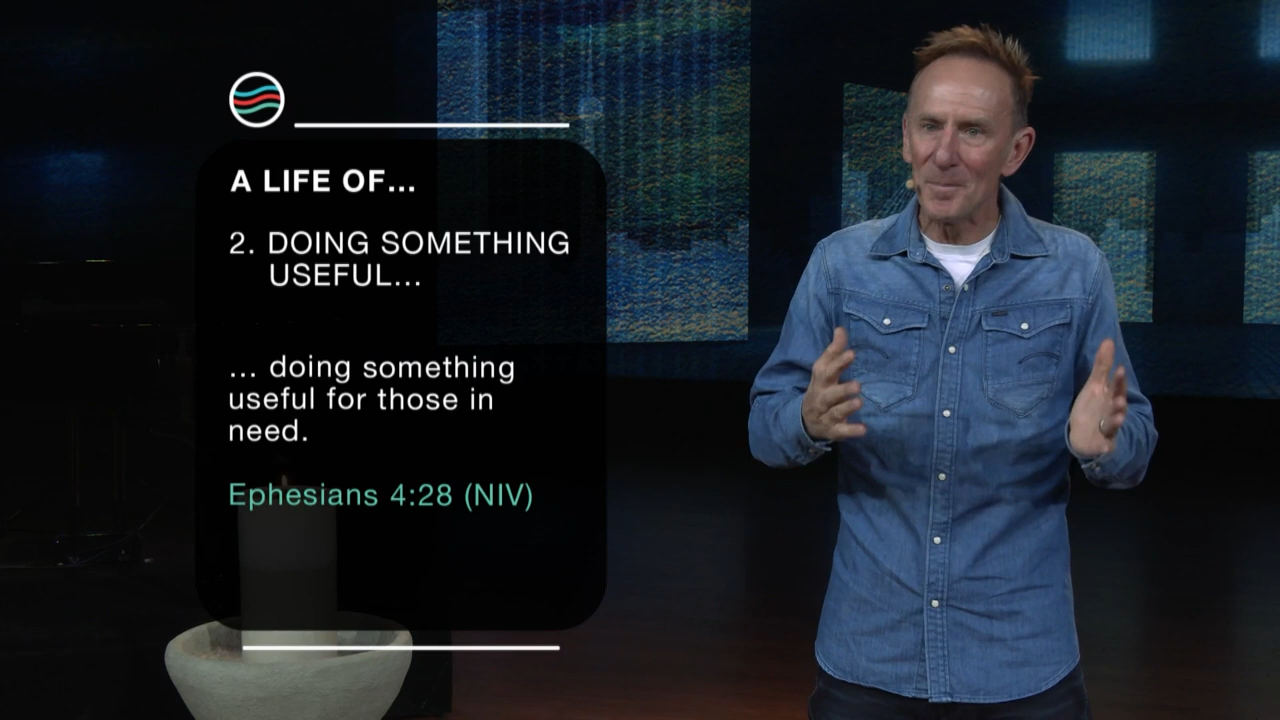 A LIFE OF...
2. DOING SOMETHING
USEFUL...
... doing something
useful for those in
need.
Ephesians 4:28 (NIV)